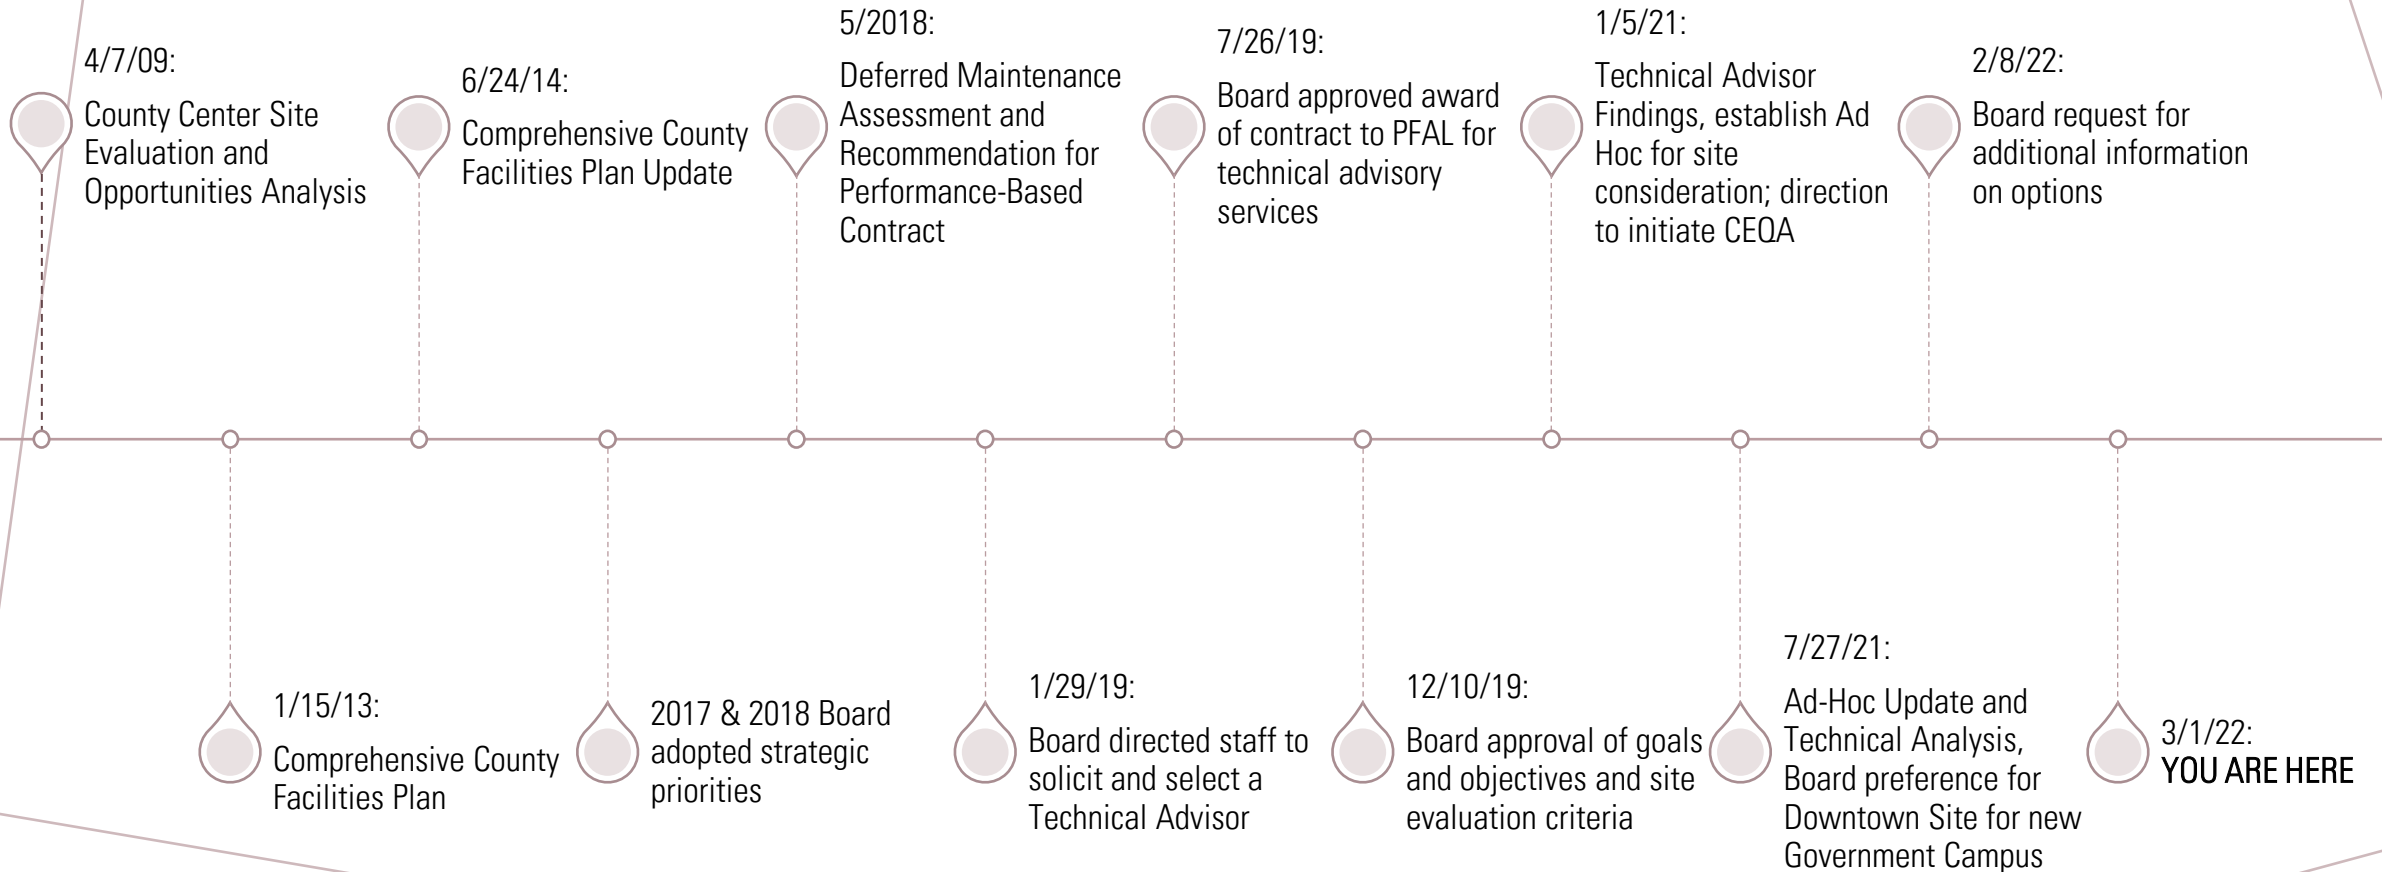 4/7/09:
County Center Site
Evaluation and
Opportunities Analysis
1/15/13:
Comprehensive County
Facilities Plan
6/24/14:
Comprehensive County
Facilities Plan Update
2017 & 2018 Board
adopted strategic
priorities
5/2018:
Deferred Maintenance
Assessment and
Recommendation for
Performance-Based
Contract
1/29/19:
Board directed staff to
solicit and select a
Technical Advisor
7/26/19:
Board approved award
of contract to PFAL for
technical advisory
services
12/10/19:
Board approval of goals
and objectives and site
evaluation criteria
1/5/21:
Technical Advisor
Findings, establish Ad
Hoc for site
consideration; direction
to initiate CEQA
7/27/21:
Ad-Hoc Update and
Technical Analysis,
Board preference for
Downtown Site for new
Government Campus
2/8/22:
Board request for
additional information
on options
3/1/22:
YOU ARE HERE